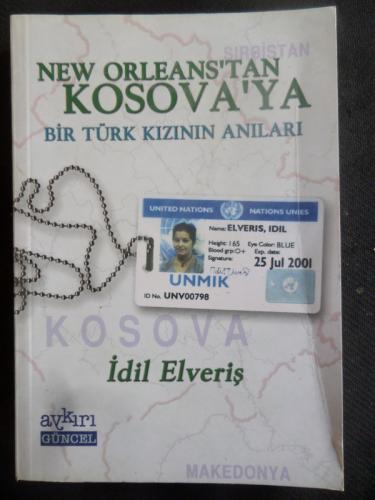 SIRBİSTAN
NEW ORLEANS'TAN
KOSOVA'YA
BİR TÜRK KIZININ ANILARI
UNITED NATIONS NATIONS UNIES
Name: ELVERIS, IDIL
Height: 165 Eye Color: BLUE
Blood grp: O+ Exp. date:
Signature: 25 Jul 2001
UNMIK
ID No. UNV00798
KOSOVA
İdil Elveriş
aykırı
GÜNCEL
MAKEDONYA